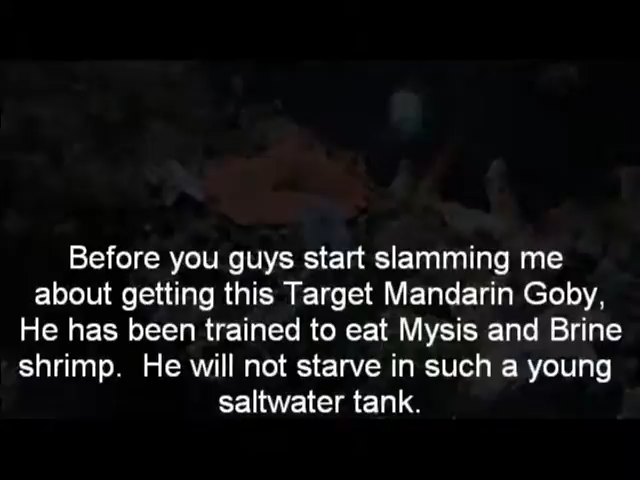 Before you guys start slamming me
about getting this Target Mandarin Goby,
He has been trained to eat Mysis and Brine
shrimp.  He will not starve in such a young
saltwater tank.